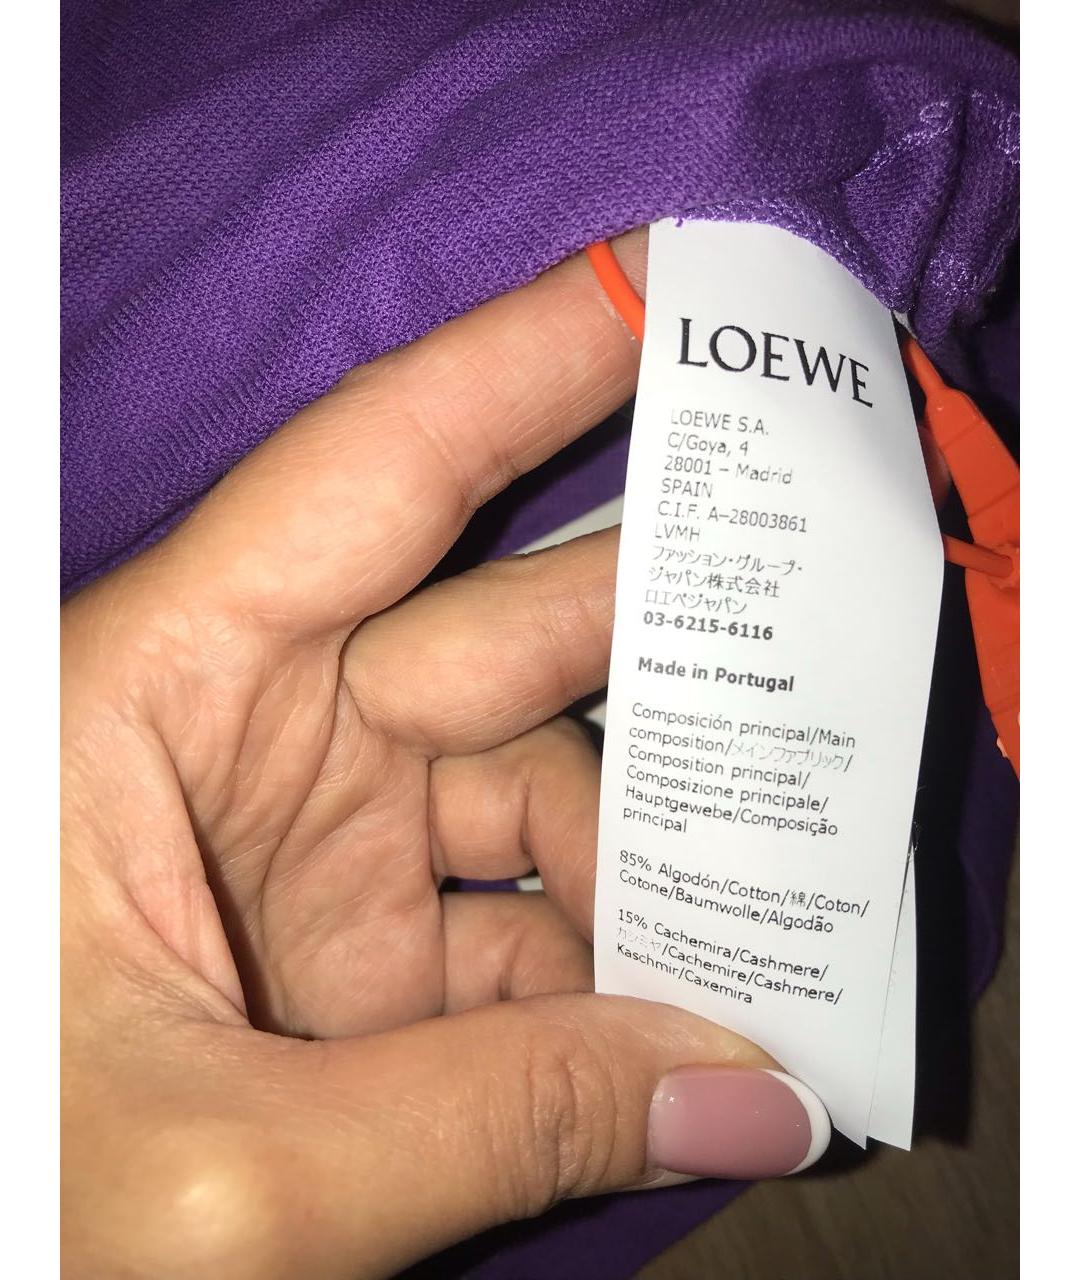 LOEWE
LOEWE S.A.
C/Goya, 4
28001 – Madrid
SPAIN
C.I.F. A–28003861
LVMH
ファッション・グループ・
ジャパン株式会社
ロエベジャパン
03-6215-6116
Made in Portugal
Composición principal/Main
composition/メインファブリック/
Composition principal/
Composizione principale/
Hauptgewebe/Composição
principal
85% Algodón/Cotton/綿/Coton/
Cotone/Baumwolle/Algodão
15% Cachemira/Cashmere/
カシミヤ/Cachemire/Cashmere/
Kaschmir/Caxemira